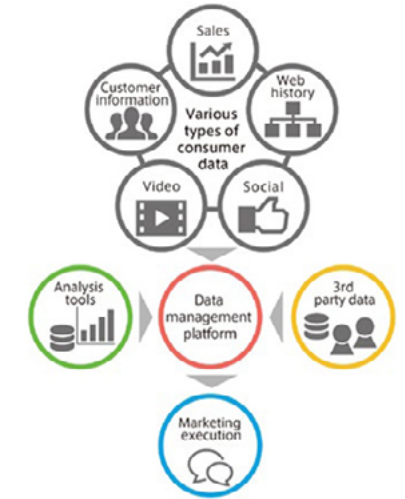 Sales
Customer
information
Web
history
Various
types of
consumer
data
Video
Social
Analysis
tools
Data
management
platform
3rd
party data
Marketing
execution